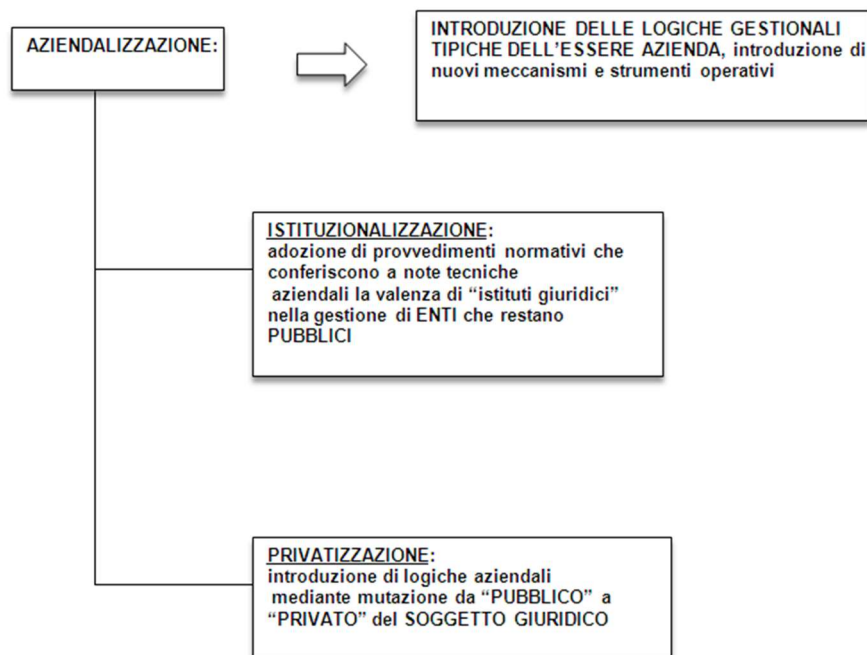 AZIENDALIZZAZIONE:
INTRODUZIONE DELLE LOGICHE GESTIONALI
TIPICHE DELL'ESSERE AZIENDA, introduzione di
nuovi meccanismi e strumenti operativi
ISTITUZIONALIZZAZIONE:
adozione di provvedimenti normativi che
conferiscono a note tecniche
aziendali la valenza di “istituti giuridici”
nella gestione di ENTI che restano
PUBBLICI
PRIVATIZZAZIONE:
introduzione di logiche aziendali
mediante mutazione da “PUBBLICO” a
“PRIVATO” del SOGGETTO GIURIDICO